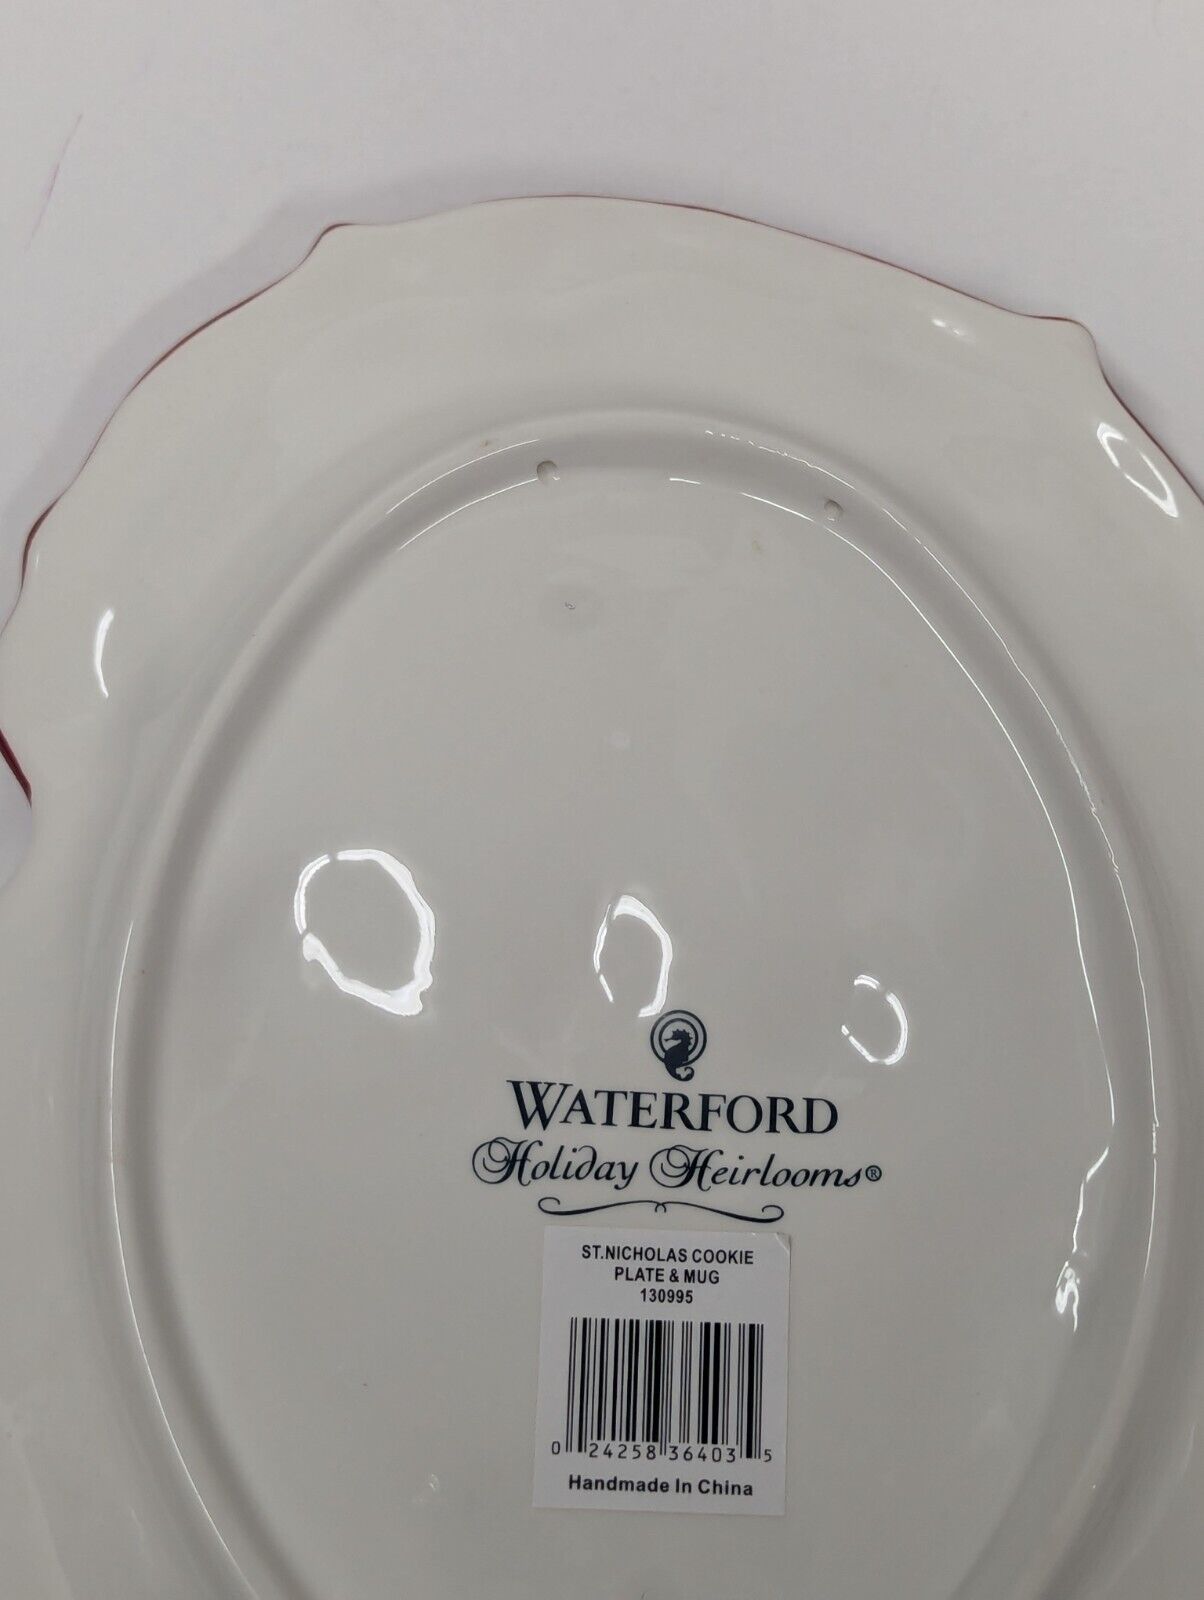 WATERFORD
Holiday Heirlooms®
ST.NICHOLAS COOKIE
PLATE & MUG
130995
0 24258 36403 5
Handmade In China